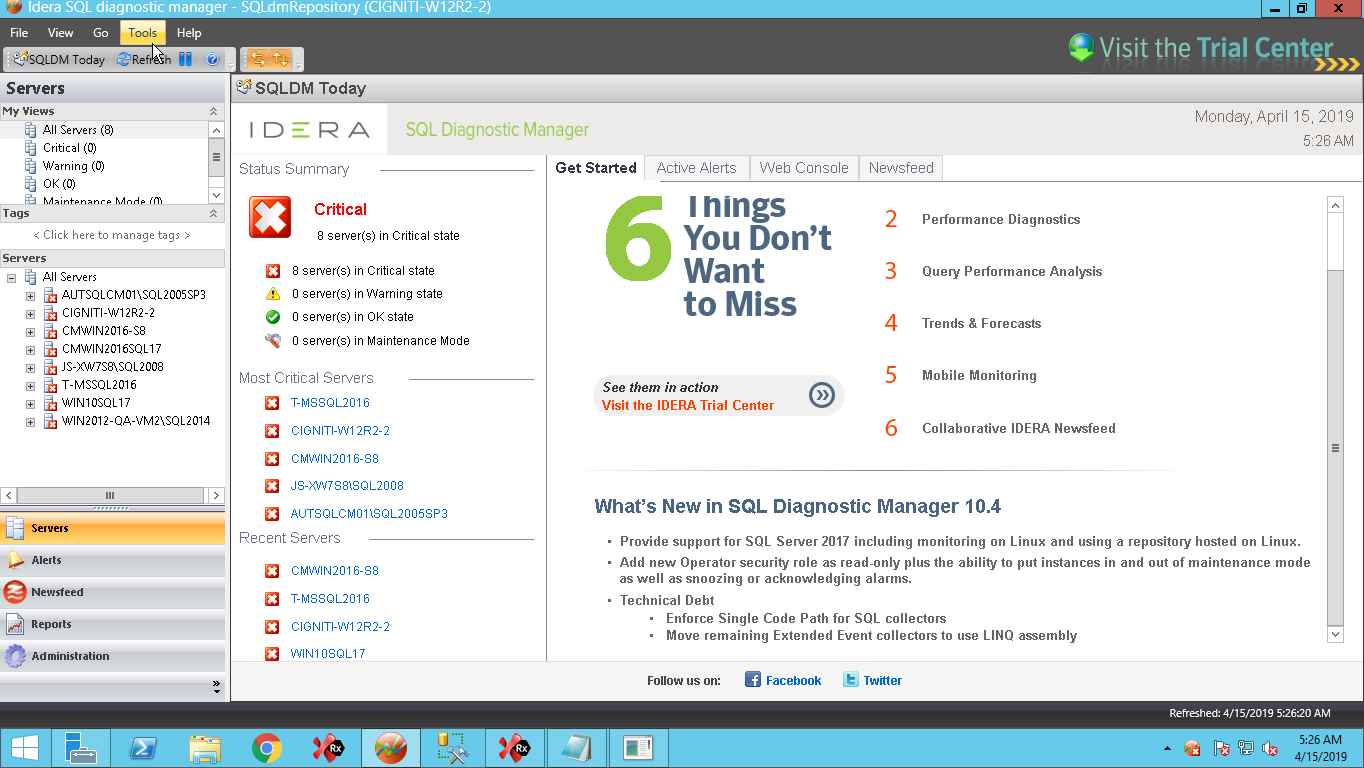 Idera SQL diagnostic manager - SQLdmRepository (CIGNITI-W12R2-2)
File View Go Tools Help
SQLDM Today Refresh
Visit the Trial Center
Servers
My Views
All Servers (8)
Critical (0)
Warning (0)
OK (0)
Maintenance Mode (0)
Tags
< Click here to manage tags >
Servers
All Servers
AUTSQLCM01\SQL2005SP3
CIGNITI-W12R2-2
CMWIN2016-S8
CMWIN2016SQL17
JS-XW7S8\SQL2008
T-MSSQL2016
WIN10SQL17
WIN2012-QA-VM2\SQL2014
Servers
Alerts
Newsfeed
Reports
Administration
SQLDM Today
IDERA SQL Diagnostic Manager
Monday, April 15, 2019
5:26 AM
Status Summary
Critical
8 server(s) in Critical state
8 server(s) in Critical state
0 server(s) in Warning state
0 server(s) in OK state
0 server(s) in Maintenance Mode
Most Critical Servers
T-MSSQL2016
CIGNITI-W12R2-2
CMWIN2016-S8
JS-XW7S8\SQL2008
AUTSQLCM01\SQL2005SP3
Recent Servers
CMWIN2016-S8
T-MSSQL2016
CIGNITI-W12R2-2
WIN10SQL17
Get Started Active Alerts Web Console Newsfeed
6 Things
You Don't
Want
to Miss
See them in action
Visit the IDERA Trial Center
2 Performance Diagnostics
3 Query Performance Analysis
4 Trends & Forecasts
5 Mobile Monitoring
6 Collaborative IDERA Newsfeed
What's New in SQL Diagnostic Manager 10.4
• Provide support for SQL Server 2017 including monitoring on Linux and using a repository hosted on Linux.
• Add new Operator security role as read-only plus the ability to put instances in and out of maintenance mode
as well as snoozing or acknowledging alarms.
• Technical Debt
• Enforce Single Code Path for SQL collectors
• Move remaining Extended Event collectors to use LINQ assembly
Follow us on: Facebook Twitter
Refreshed: 4/15/2019 5:26:20 AM
Rx
Rx
5:26 AM
4/15/2019